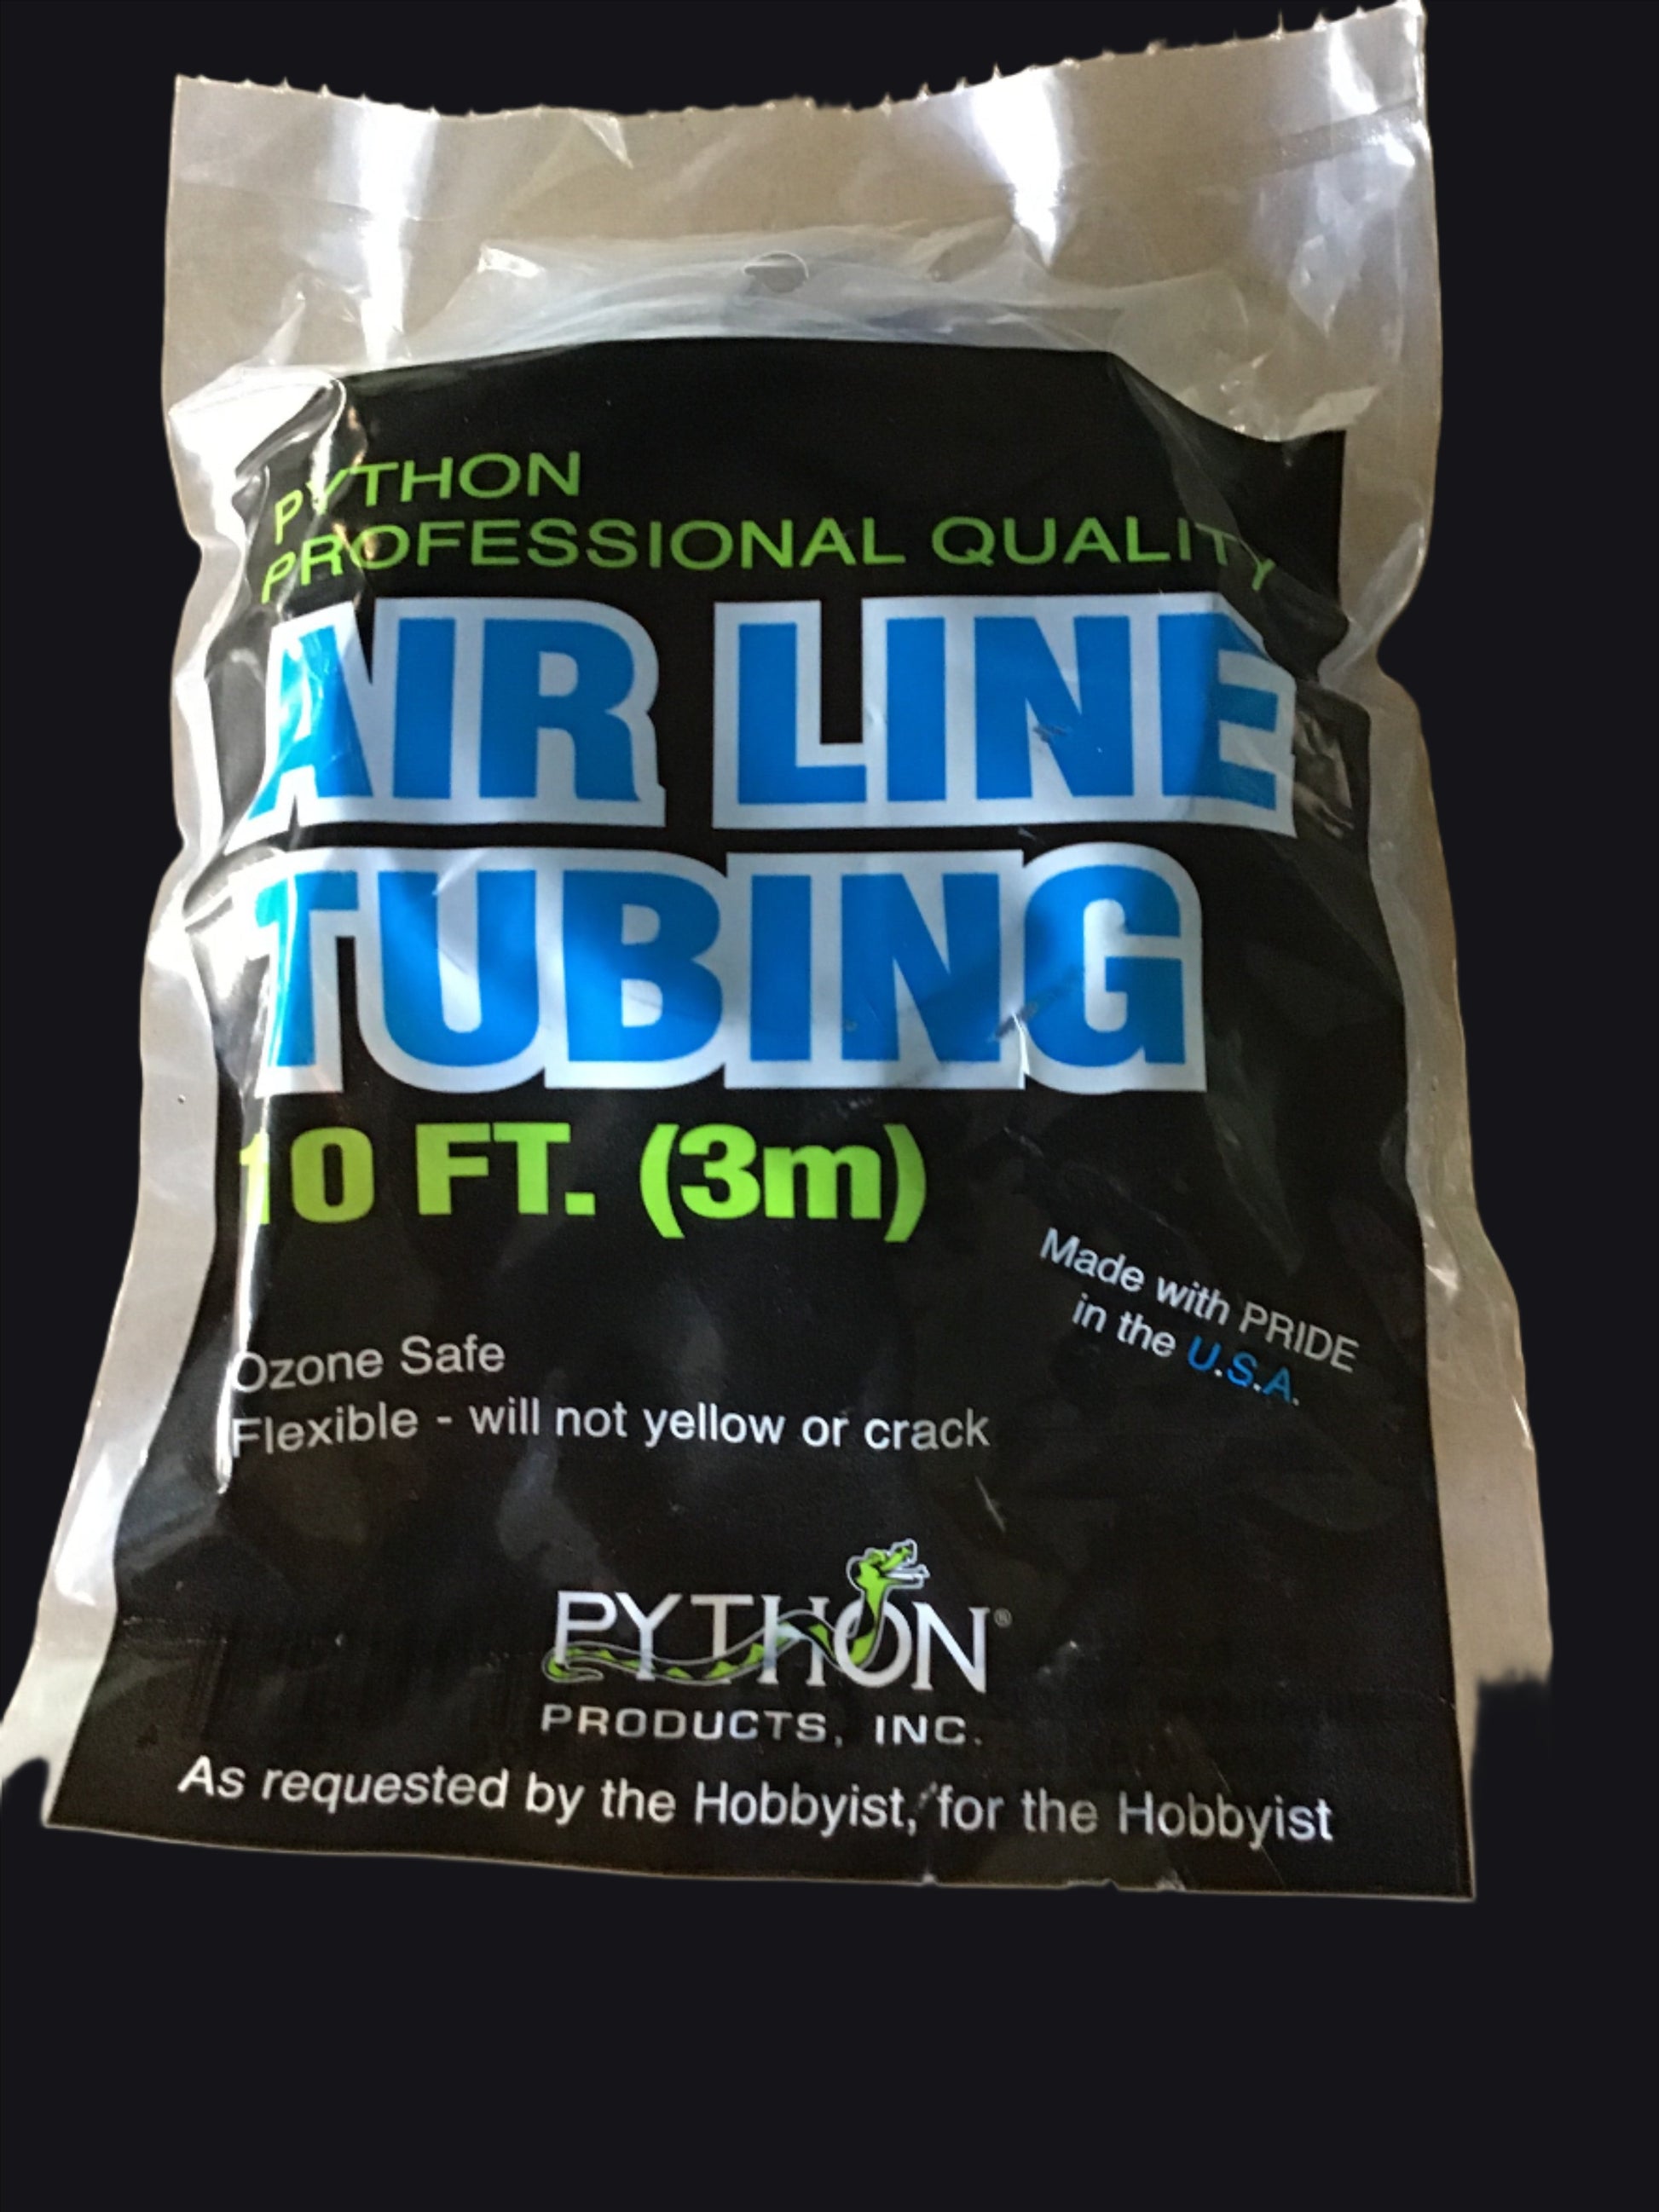 PYTHON
PROFESSIONAL QUALITY
AIR LINE
TUBING
10 FT. (3m)
Made with PRIDE
in the U.S.A.
Ozone Safe
Flexible - will not yellow or crack
PYTHON®
PRODUCTS, INC.
As requested by the Hobbyist, for the Hobbyist